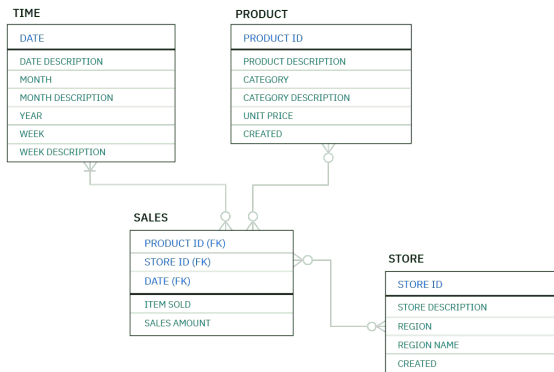 TIME
DATE
DATE DESCRIPTION
MONTH
MONTH DESCRIPTION
YEAR
WEEK
WEEK DESCRIPTION
PRODUCT
PRODUCT ID
PRODUCT DESCRIPTION
CATEGORY
CATEGORY DESCRIPTION
UNIT PRICE
CREATED
SALES
PRODUCT ID (FK)
STORE ID (FK)
DATE (FK)
ITEM SOLD
SALES AMOUNT
STORE
STORE ID
STORE DESCRIPTION
REGION
REGION NAME
CREATED